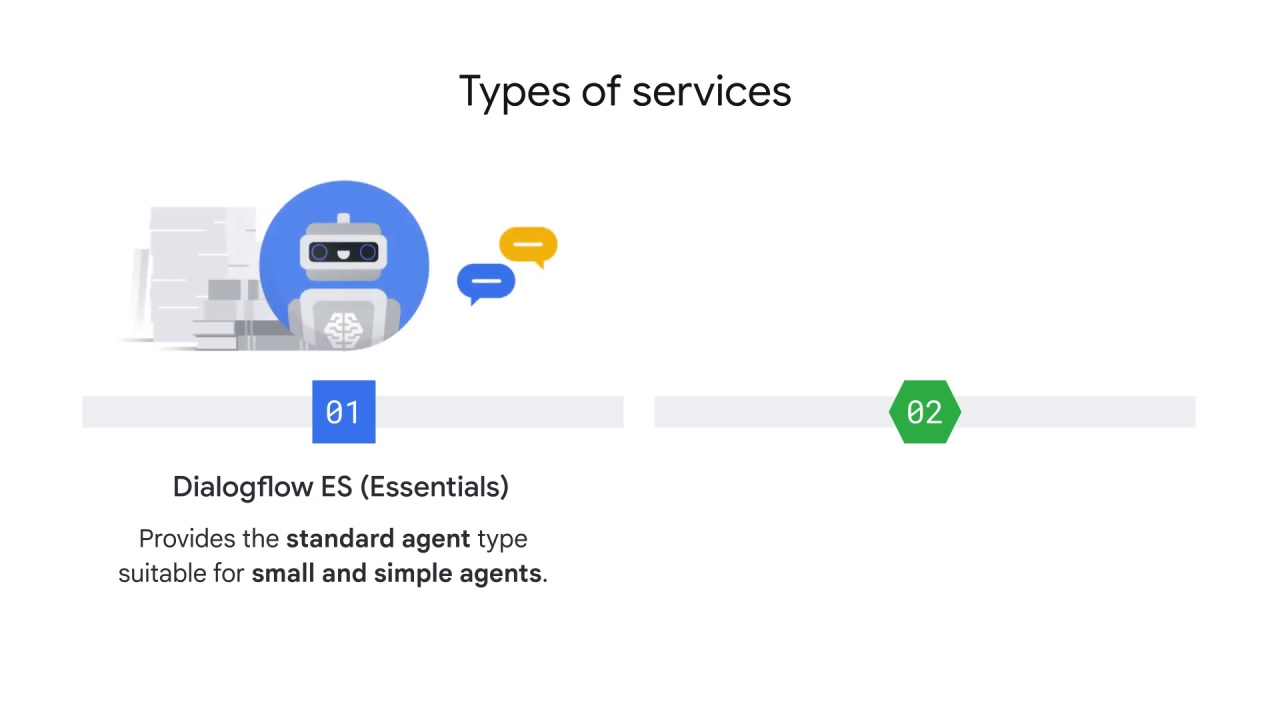 Types of services
01
Dialogflow ES (Essentials)
Provides the standard agent type
suitable for small and simple agents.
02